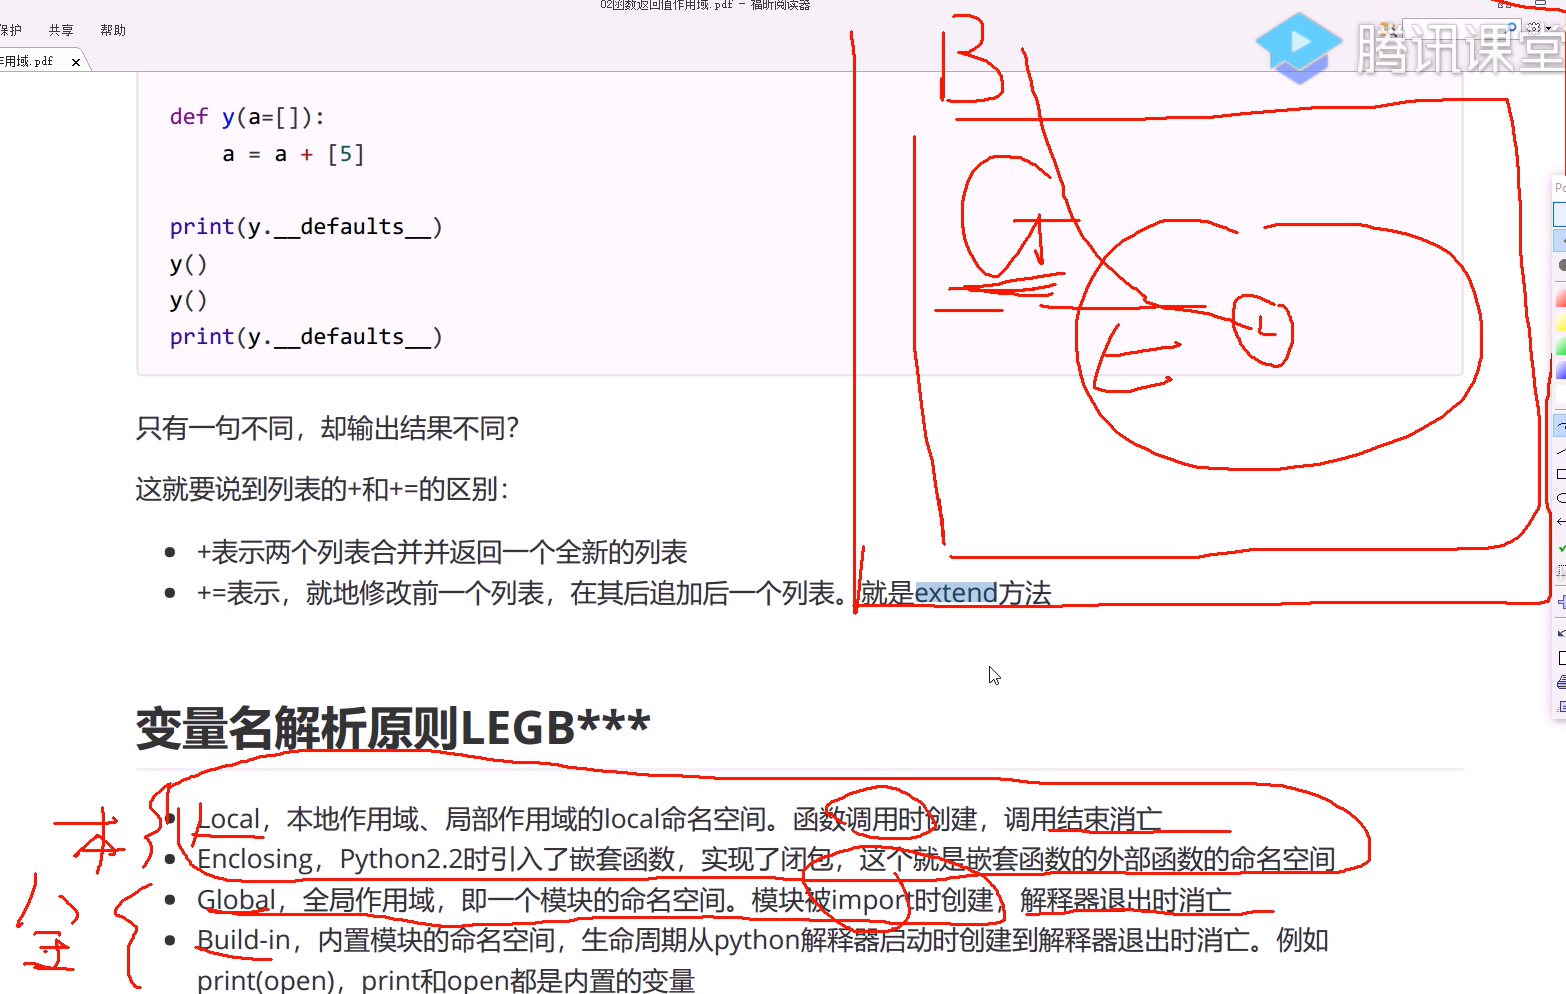 02函数返回值作用域.pdf - 福昕阅读器
保护 共享 帮助
作用域.pdf ×
腾讯课堂
B
def y(a=[]):
    a = a + [5]
print(y.__defaults__)
y()
y()
print(y.__defaults__)
G
E
L
只有一句不同，却输出结果不同？
这就要说到列表的+和+=的区别：
+表示两个列表合并并返回一个全新的列表
+=表示，就地修改前一个列表，在其后追加后一个列表。就是extend方法
变量名解析原则LEGB***
本
Local，本地作用域、局部作用域的local命名空间。函数调用时创建，调用结束消亡
Enclosing，Python2.2时引入了嵌套函数，实现了闭包，这个就是嵌套函数的外部函数的命名空间
全
Global，全局作用域，即一个模块的命名空间。模块被import时创建，解释器退出时消亡
Build-in，内置模块的命名空间，生命周期从python解释器启动时创建到解释器退出时消亡。例如
print(open)，print和open都是内置的变量